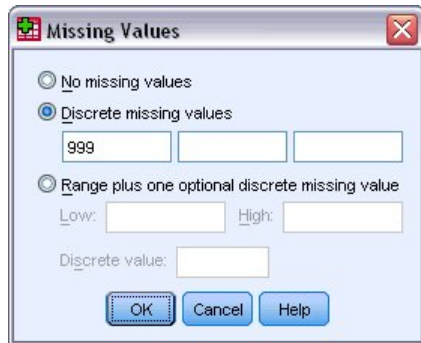 Missing Values
No missing values
Discrete missing values
999
Range plus one optional discrete missing value
Low: High:
Discrete value:
OK Cancel Help